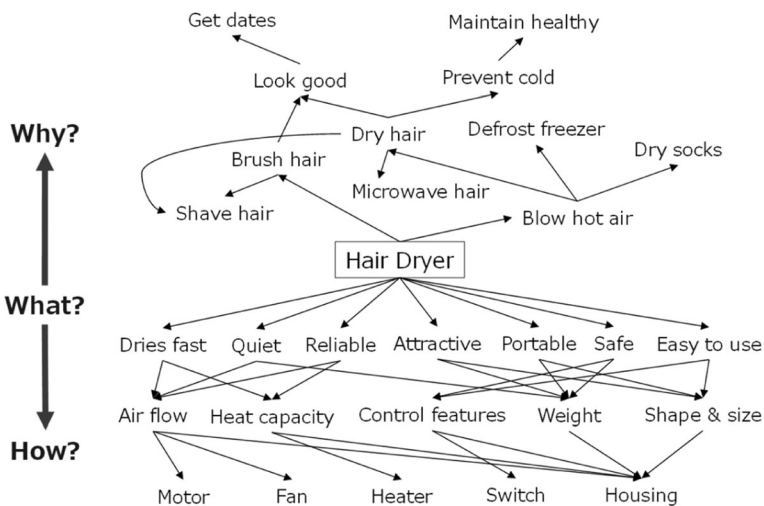 Get dates
Maintain healthy
Look good
Prevent cold
Why?
Dry hair
Defrost freezer
Brush hair
Dry socks
Microwave hair
Shave hair
Blow hot air
Hair Dryer
What?
Dries fast
Quiet
Reliable
Attractive
Portable
Safe
Easy to use
Air flow
Heat capacity
Control features
Weight
Shape & size
How?
Motor
Fan
Heater
Switch
Housing